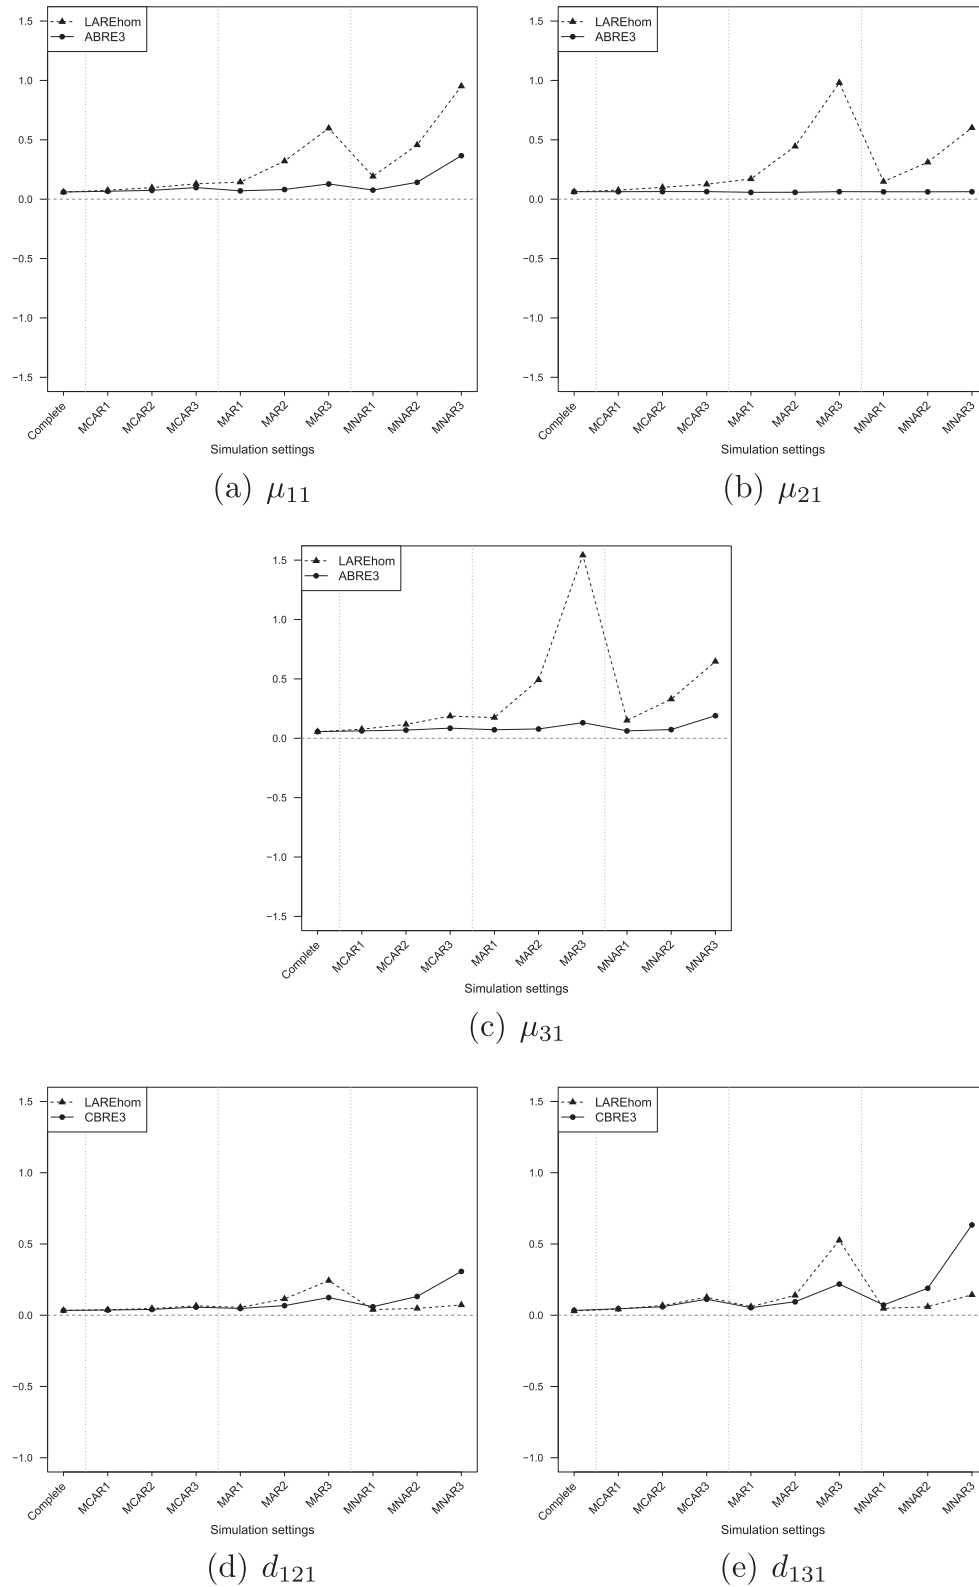 LAREhom
ABRE3
1.5
1.0
0.5
0.0
−0.5
−1.0
−1.5
Complete
MCAR1
MCAR2
MCAR3
MAR1
MAR2
MAR3
MNAR1
MNAR2
MNAR3
Simulation settings
(a) μ11
LAREhom
ABRE3
1.5
1.0
0.5
0.0
−0.5
−1.0
−1.5
Complete
MCAR1
MCAR2
MCAR3
MAR1
MAR2
MAR3
MNAR1
MNAR2
MNAR3
Simulation settings
(b) μ21
LAREhom
ABRE3
1.5
1.0
0.5
0.0
−0.5
−1.0
−1.5
Complete
MCAR1
MCAR2
MCAR3
MAR1
MAR2
MAR3
MNAR1
MNAR2
MNAR3
Simulation settings
(c) μ31
LAREhom
CBRE3
1.5
1.0
0.5
0.0
−0.5
−1.0
Complete
MCAR1
MCAR2
MCAR3
MAR1
MAR2
MAR3
MNAR1
MNAR2
MNAR3
Simulation settings
(d) d121
LAREhom
CBRE3
1.5
1.0
0.5
0.0
−0.5
−1.0
Complete
MCAR1
MCAR2
MCAR3
MAR1
MAR2
MAR3
MNAR1
MNAR2
MNAR3
Simulation settings
(e) d131